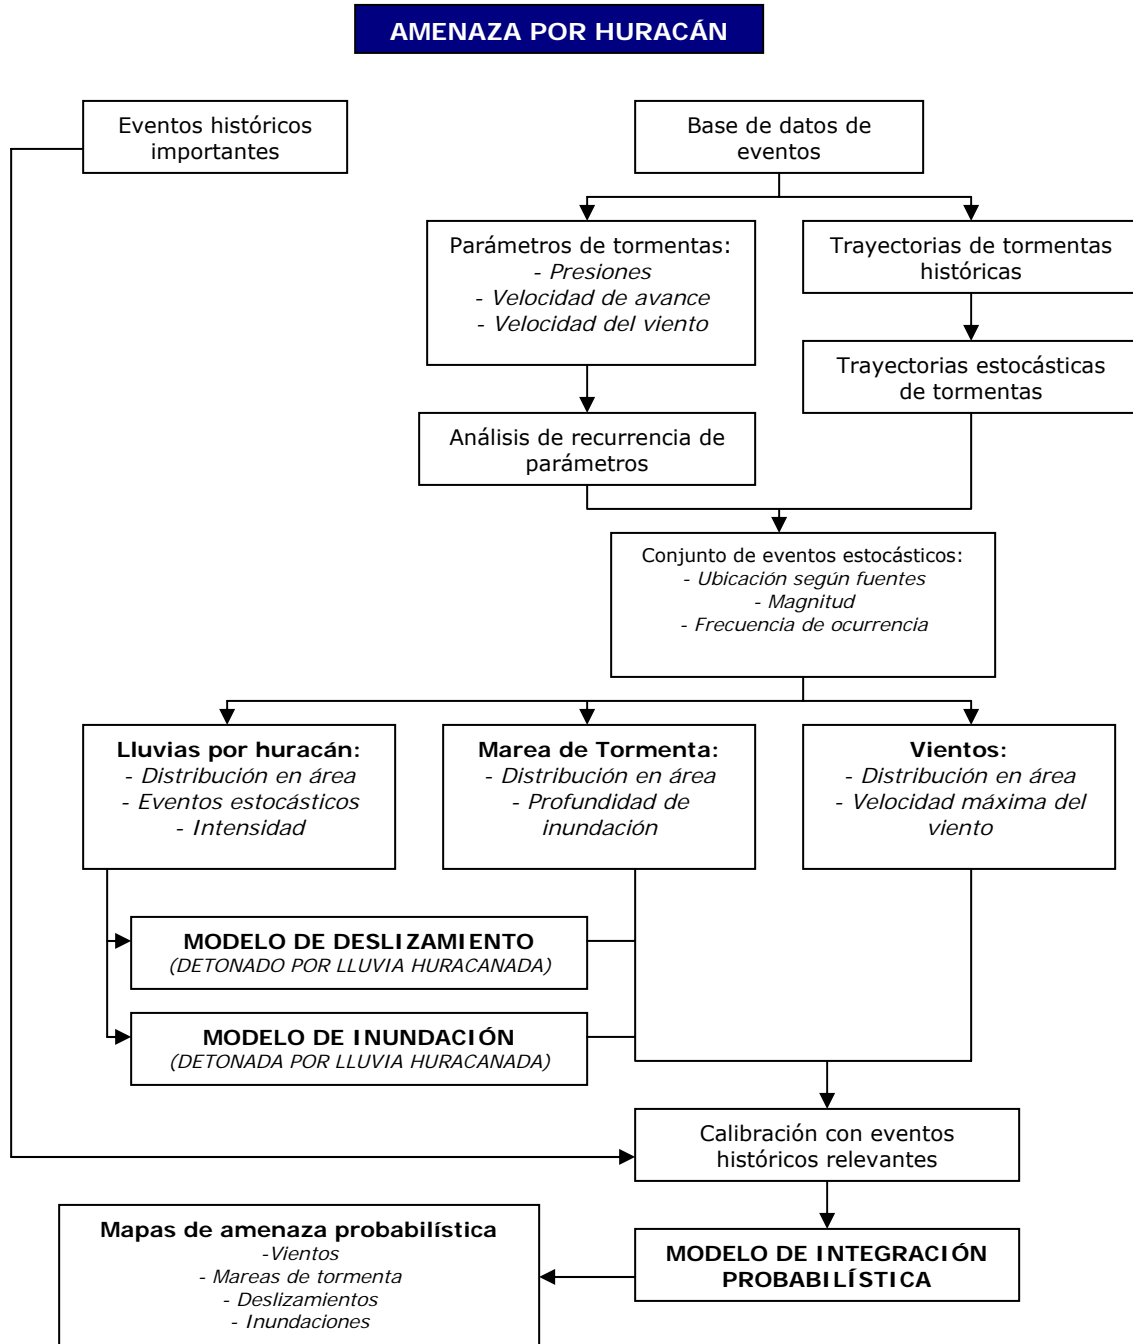 AMENAZA POR HURACÁN
Eventos históricos
importantes
Base de datos de
eventos
Parámetros de tormentas:
- Presiones
- Velocidad de avance
- Velocidad del viento
Trayectorias de tormentas
históricas
Trayectorias estocásticas
de tormentas
Análisis de recurrencia de
parámetros
Conjunto de eventos estocásticos:
- Ubicación según fuentes
- Magnitud
- Frecuencia de ocurrencia
Lluvias por huracán:
- Distribución en área
- Eventos estocásticos
- Intensidad
Marea de Tormenta:
- Distribución en área
- Profundidad de
inundación
Vientos:
- Distribución en área
- Velocidad máxima del
viento
MODELO DE DESLIZAMIENTO
(DETONADO POR LLUVIA HURACANADA)
MODELO DE INUNDACIÓN
(DETONADA POR LLUVIA HURACANADA)
Calibración con eventos
históricos relevantes
MODELO DE INTEGRACIÓN
PROBABILÍSTICA
Mapas de amenaza probabilística
-Vientos
- Mareas de tormenta
- Deslizamientos
- Inundaciones